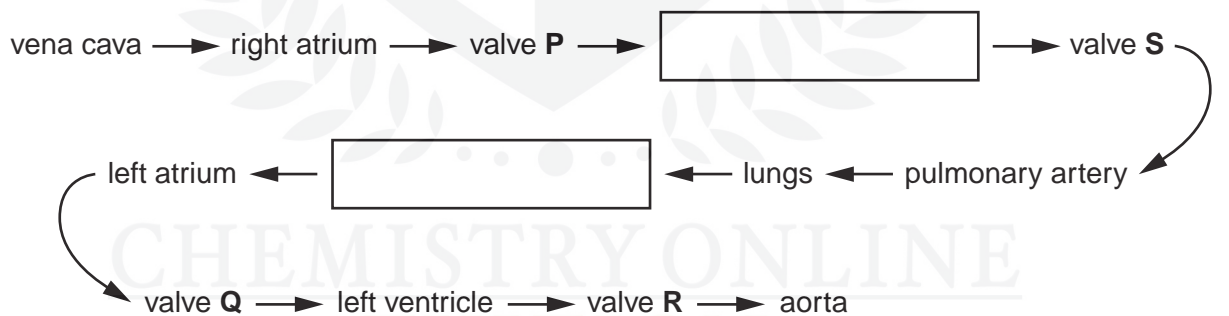 vena cava → right atrium → valve P → → valve S
left atrium ← ← lungs ← pulmonary artery
CHEMISTRY ONLINE
valve Q → left ventricle → valve R → aorta